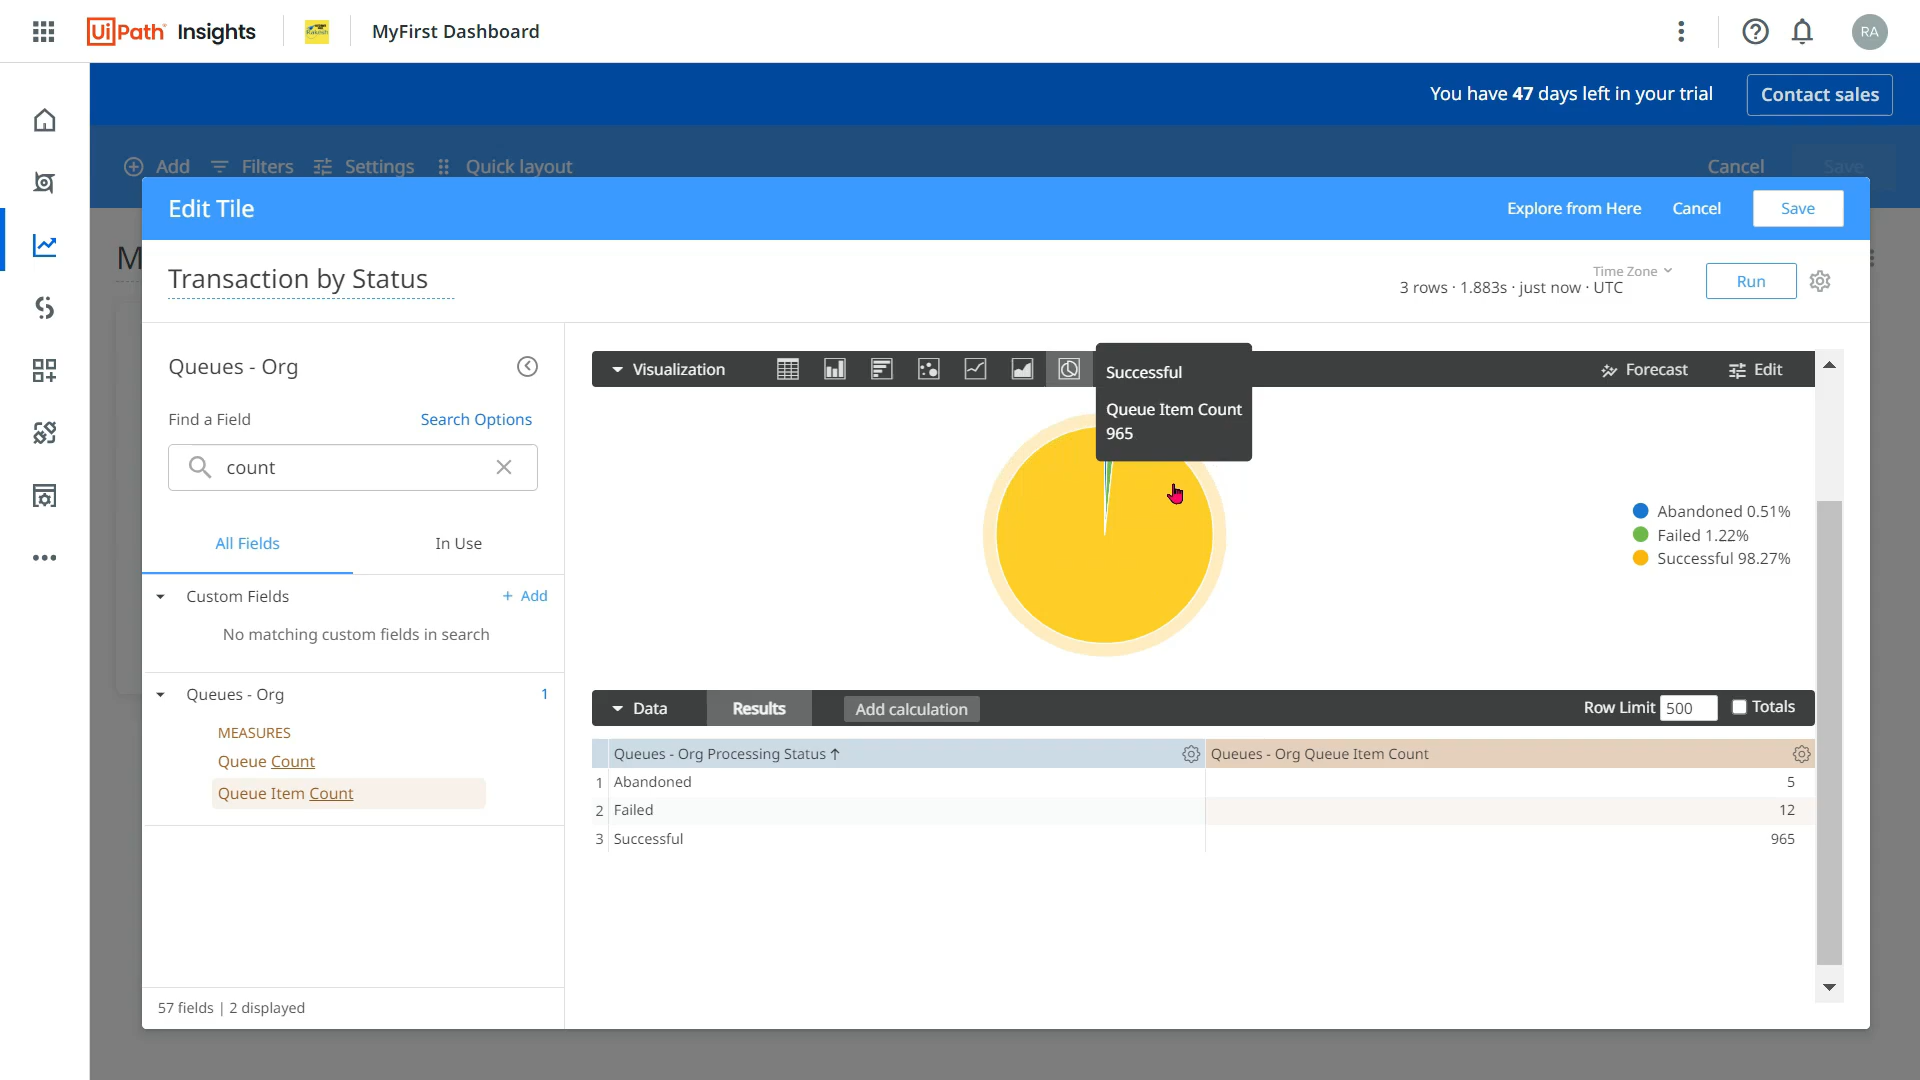 UiPath Insights
MyFirst Dashboard
RA
You have 47 days left in your trial
Contact sales
Add
Filters
Settings
Quick layout
Cancel
Save
Edit Tile
Explore from Here
Cancel
Save
M
Transaction by Status
Time Zone
3 rows · 1.883s · just now · UTC
Run
Queues - Org
Find a Field
Search Options
count
All Fields
In Use
Custom Fields
+ Add
No matching custom fields in search
Queues - Org
1
MEASURES
Queue Count
Queue Item Count
57 fields | 2 displayed
Visualization
Forecast
Edit
Successful
Queue Item Count
965
Abandoned 0.51%
Failed 1.22%
Successful 98.27%
Data
Results
Add calculation
Row Limit 500
Totals
Queues - Org Processing Status ↑
Queues - Org Queue Item Count
1 Abandoned 5
2 Failed 12
3 Successful 965